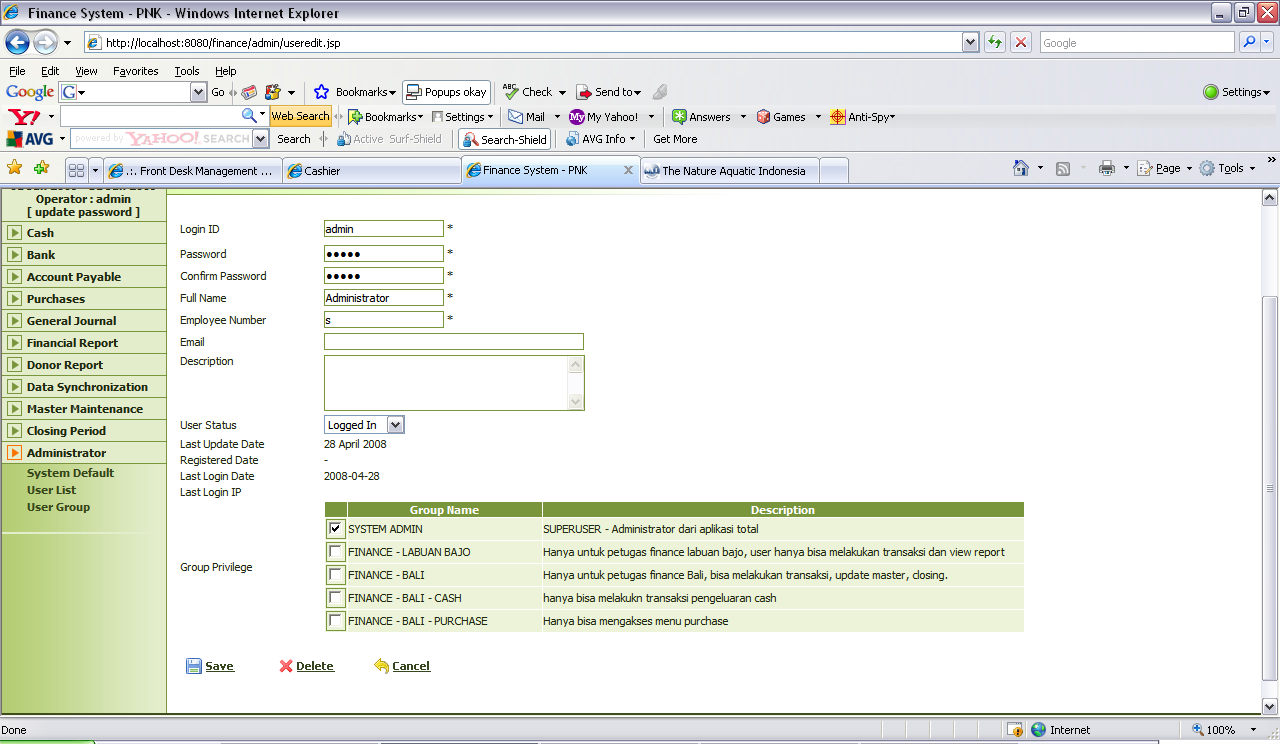 Finance System - PNK - Windows Internet Explorer
http://localhost:8080/finance/admin/useredit.jsp
Google
File Edit View Favorites Tools Help
Google G Go Bookmarks Popups okay ABC Check Send to Settings
Y! Web Search Bookmarks Settings Mail My My Yahoo! Answers Games Anti-Spy
AVG powered by YAHOO! SEARCH Search Active Surf-Shield Search-Shield AVG Info Get More
.:. Front Desk Management ... Cashier Finance System - PNK The Nature Aquatic Indonesia Page Tools
Operator : admin
[ update password ]
Cash
Bank
Account Payable
Purchases
General Journal
Financial Report
Donor Report
Data Synchronization
Master Maintenance
Closing Period
Administrator
System Default
User List
User Group
Login ID admin *
Password ●●●●● *
Confirm Password ●●●●● *
Full Name Administrator *
Employee Number s *
Email
Description
User Status Logged In
Last Update Date 28 April 2008
Registered Date -
Last Login Date 2008-04-28
Last Login IP
Group Privilege
Group Name Description
SYSTEM ADMIN SUPERUSER - Administrator dari aplikasi total
FINANCE - LABUAN BAJO Hanya untuk petugas finance labuan bajo, user hanya bisa melakukan transaksi dan view report
FINANCE - BALI Hanya untuk petugas finance Bali, bisa melakukan transaksi, update master, closing.
FINANCE - BALI - CASH hanya bisa melakukn transaksi pengeluaran cash
FINANCE - BALI - PURCHASE Hanya bisa mengakses menu purchase
Save Delete Cancel
Done Internet 100%